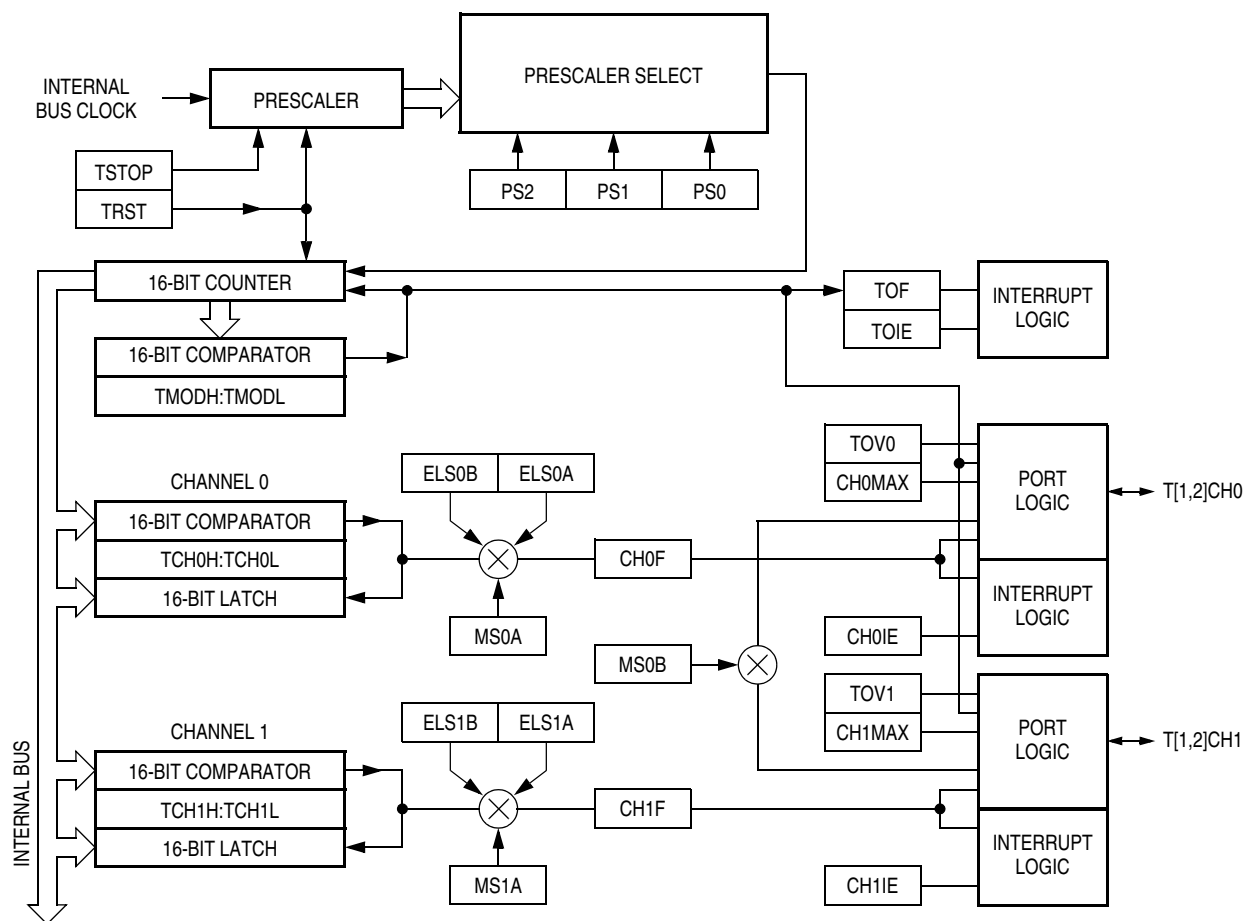 INTERNAL
BUS CLOCK
PRESCALER
PRESCALER SELECT
TSTOP
TRST
PS2
PS1
PS0
16-BIT COUNTER
TOF
TOIE
INTERRUPT
LOGIC
16-BIT COMPARATOR
TMODH:TMODL
CHANNEL 0
16-BIT COMPARATOR
TCH0H:TCH0L
16-BIT LATCH
ELS0B
ELS0A
MS0A
CH0F
TOV0
CH0MAX
PORT
LOGIC
T[1,2]CH0
INTERRUPT
LOGIC
CH0IE
MS0B
CHANNEL 1
16-BIT COMPARATOR
TCH1H:TCH1L
16-BIT LATCH
ELS1B
ELS1A
MS1A
CH1F
TOV1
CH1MAX
PORT
LOGIC
T[1,2]CH1
INTERRUPT
LOGIC
CH1IE
INTERNAL BUS